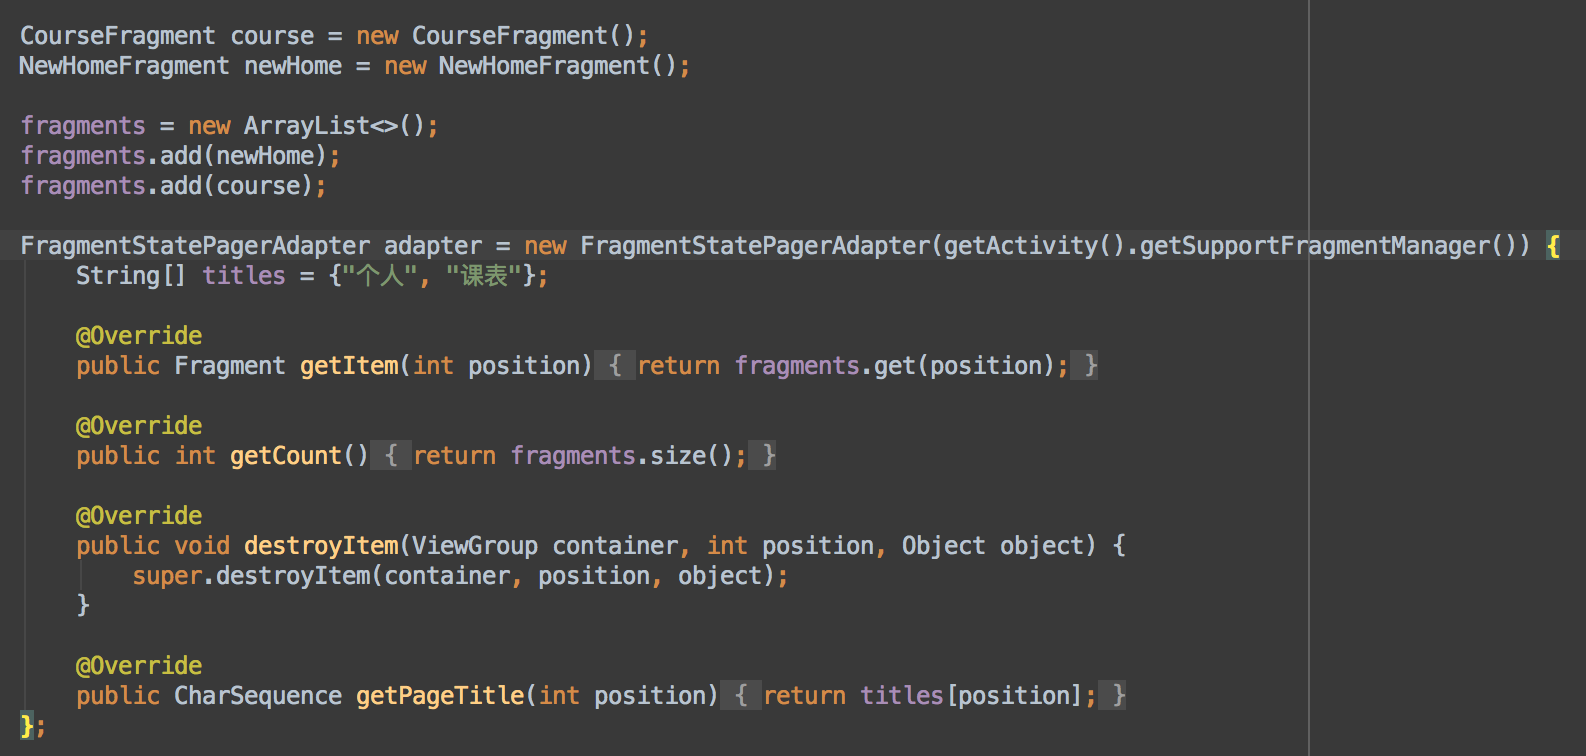 CourseFragment course = new CourseFragment();
NewHomeFragment newHome = new NewHomeFragment();
fragments = new ArrayList<>();
fragments.add(newHome);
fragments.add(course);
FragmentStatePagerAdapter adapter = new FragmentStatePagerAdapter(getActivity().getSupportFragmentManager()) {
String[] titles = {"个人", "课表"};
@Override
public Fragment getItem(int position) { return fragments.get(position); }
@Override
public int getCount() { return fragments.size(); }
@Override
public void destroyItem(ViewGroup container, int position, Object object) {
super.destroyItem(container, position, object);
}
@Override
public CharSequence getPageTitle(int position) { return titles[position]; }
};